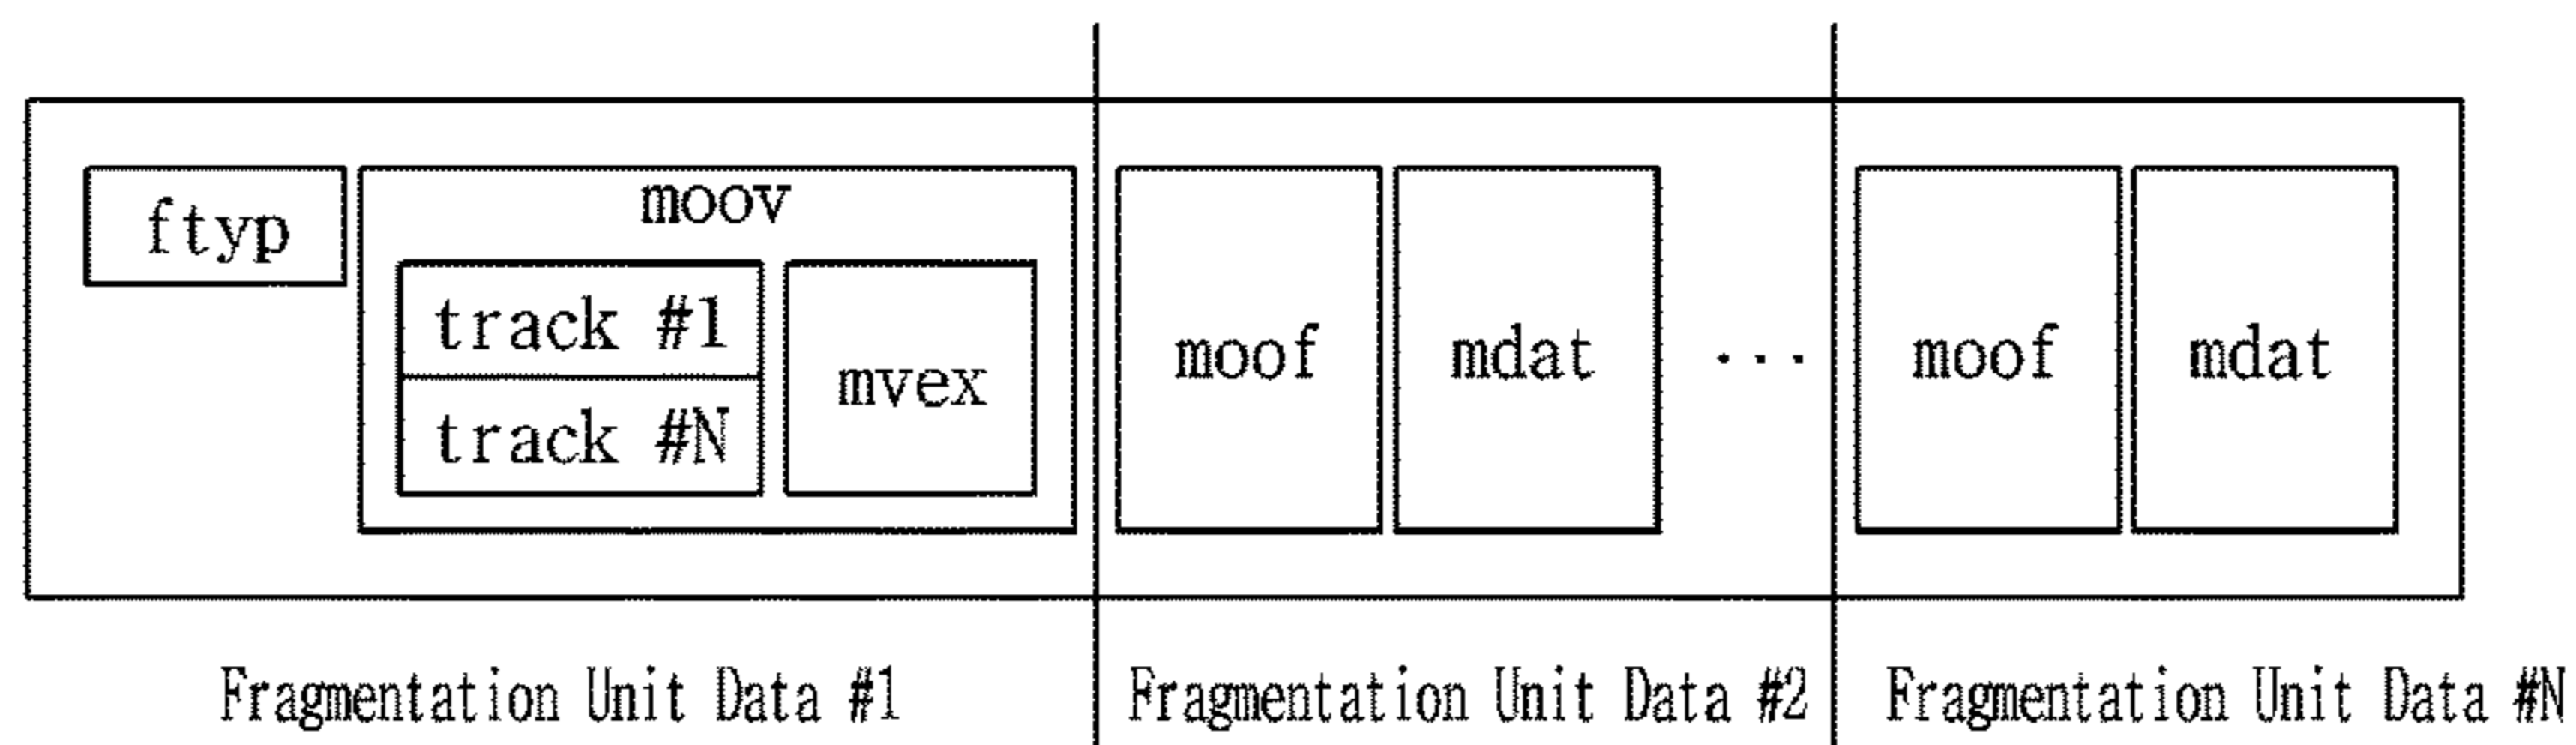 ftyp
moov
track #1
track #N
mvex
moof
mdat
...
moof
mdat
Fragmentation Unit Data #1
Fragmentation Unit Data #2
Fragmentation Unit Data #N